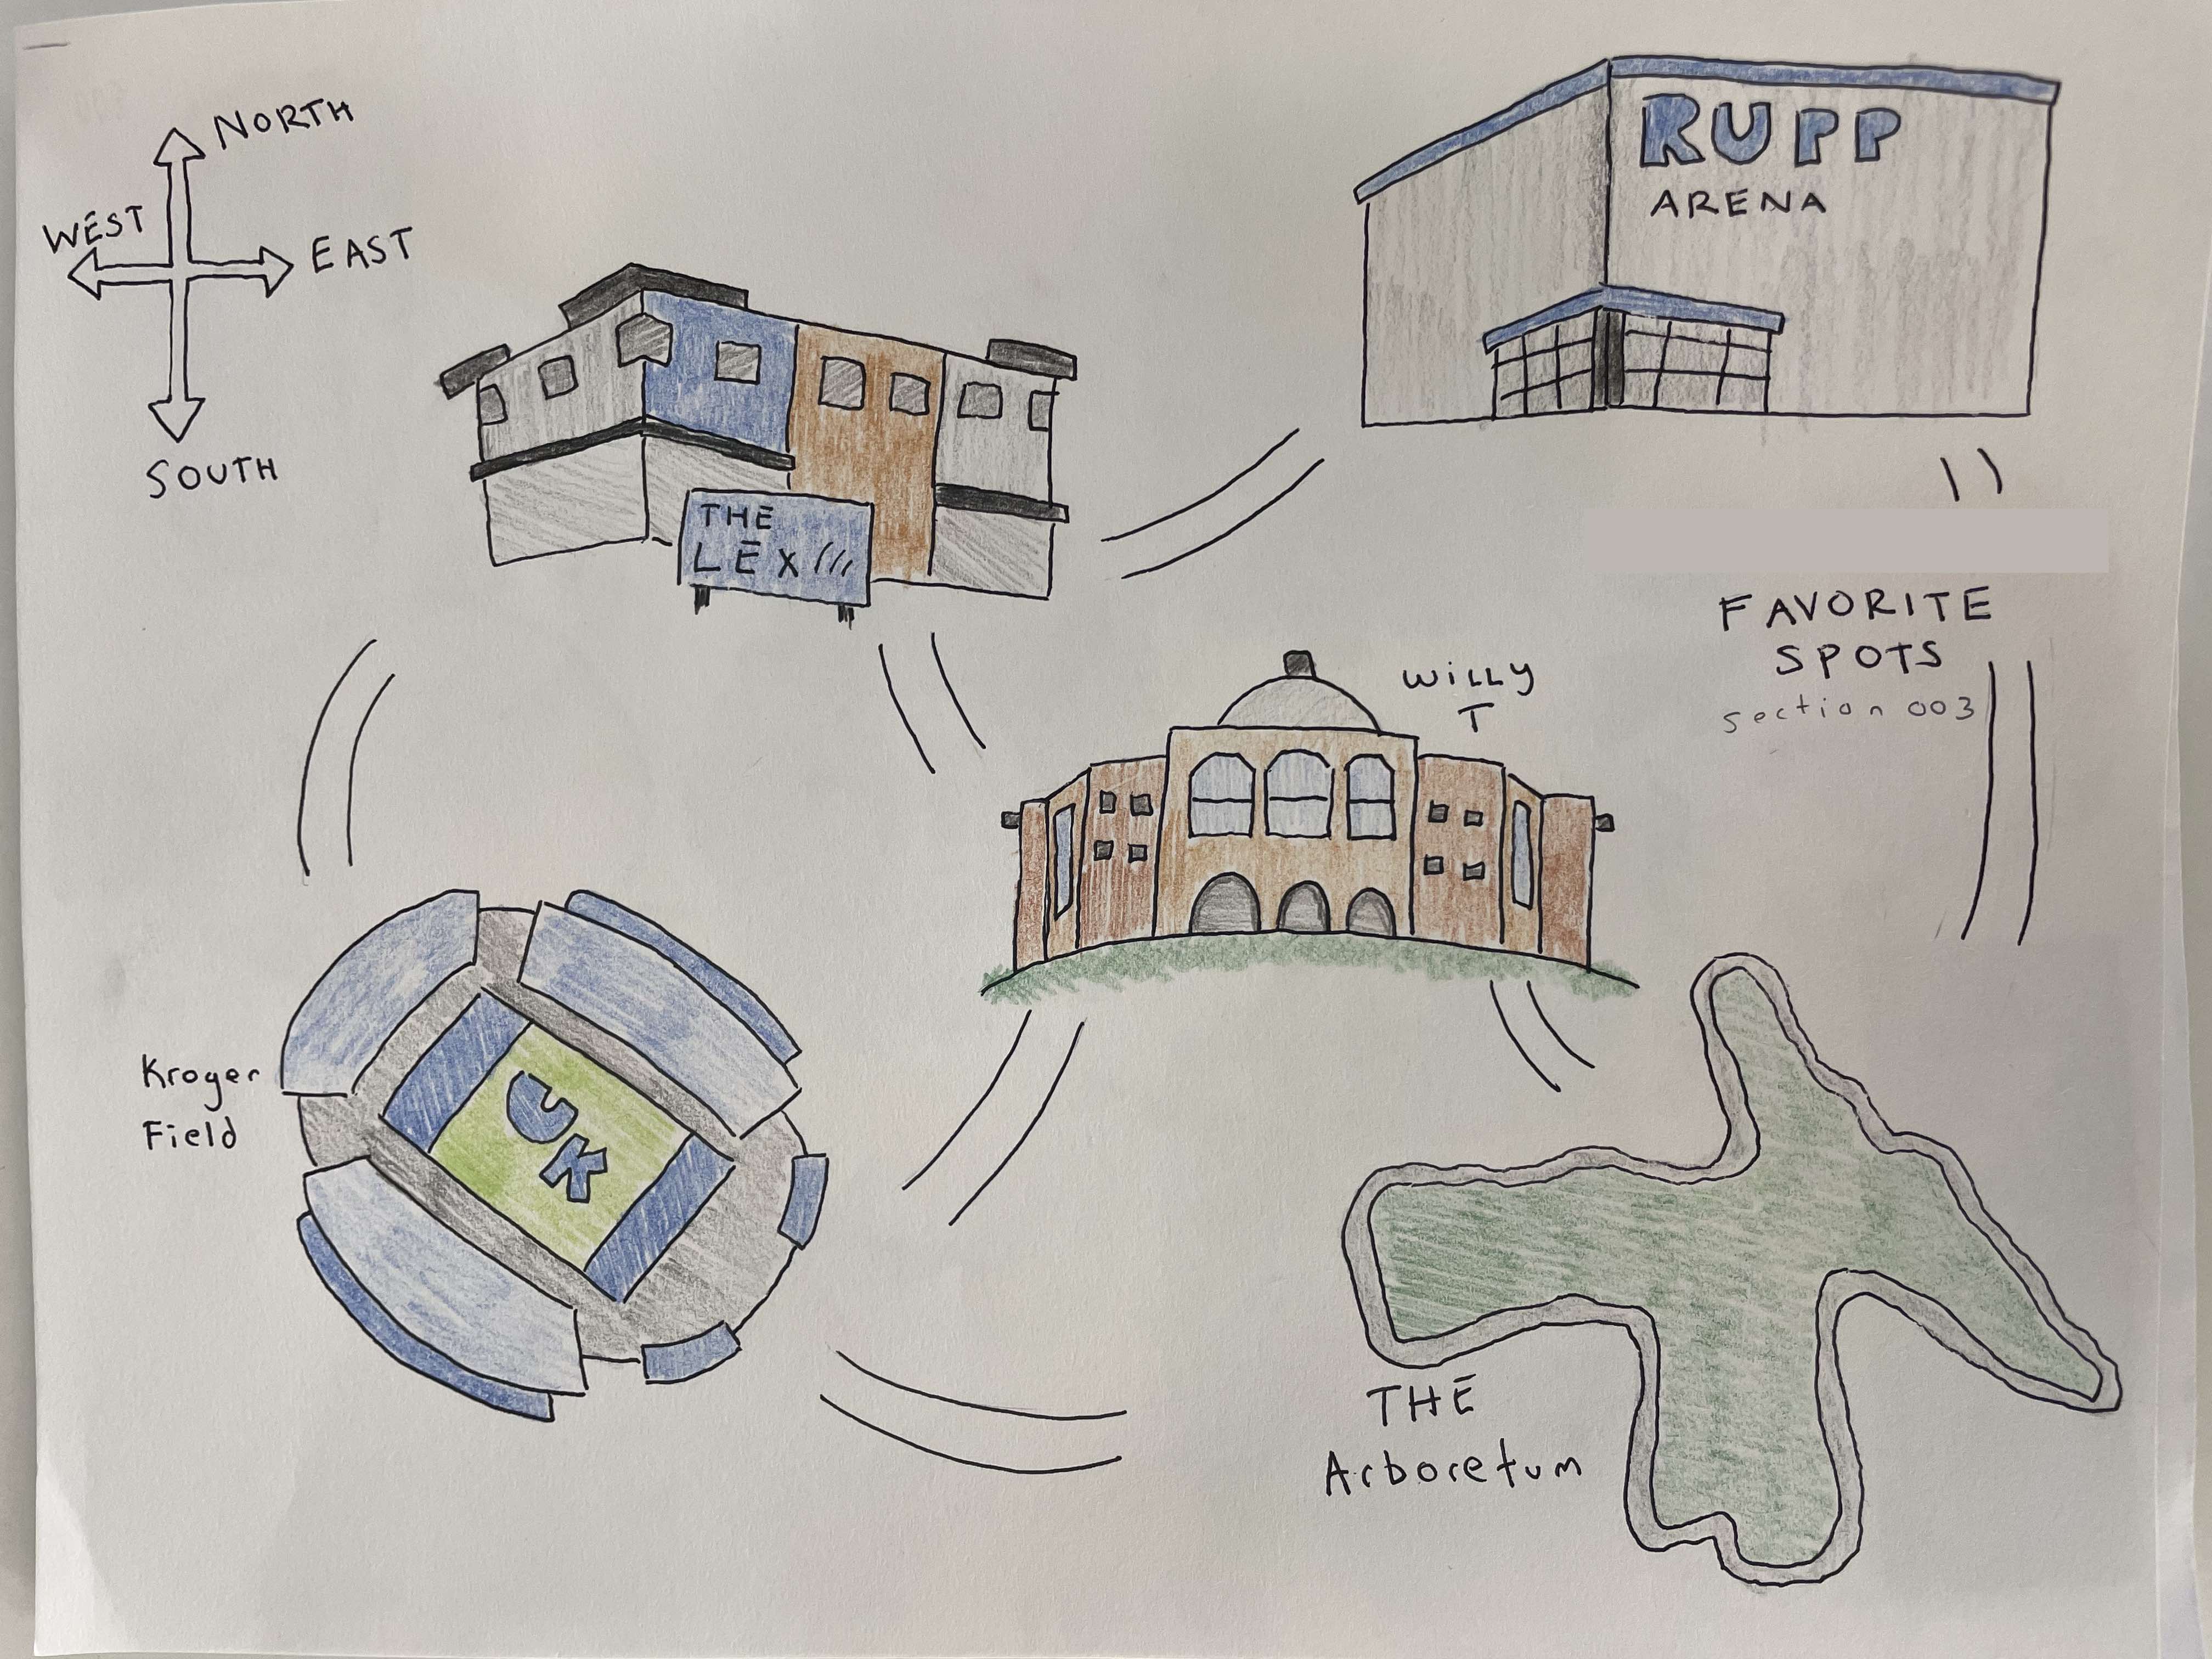 NORTH
WEST
EAST
SOUTH
RUPP
ARENA
THE
LEX
FAVORITE
SPOTS
section 003
WiLLy
T
Kroger
Field
UK
THE
Arboretum